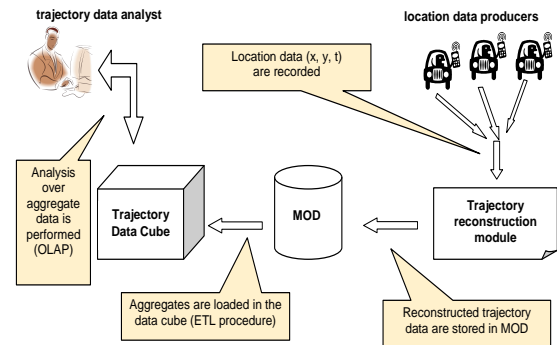 trajectory data analyst
location data producers
Location data (x, y, t)
are recorded
Analysis
over
aggregate
data is
performed
(OLAP)
Trajectory
Data Cube
MOD
Trajectory
reconstruction
module
Aggregates are loaded in the
data cube (ETL procedure)
Reconstructed trajectory
data are stored in MOD